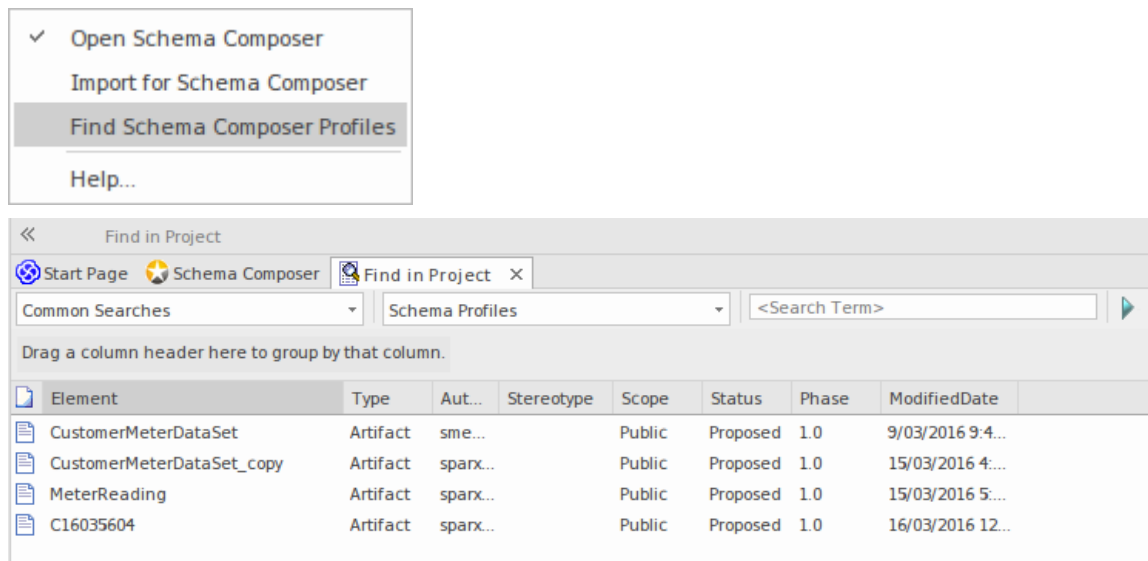 Open Schema Composer
Import for Schema Composer
Find Schema Composer Profiles
Help...
Find in Project
Start Page Schema Composer Find in Project
Common Searches Schema Profiles <Search Term>
Drag a column header here to group by that column.
Element Type Aut... Stereotype Scope Status Phase ModifiedDate
CustomerMeterDataSet Artifact sme... Public Proposed 1.0 9/03/2016 9:4...
CustomerMeterDataSet_copy Artifact sparx... Public Proposed 1.0 15/03/2016 4:...
MeterReading Artifact sparx... Public Proposed 1.0 15/03/2016 5:...
C16035604 Artifact sparx... Public Proposed 1.0 16/03/2016 12...